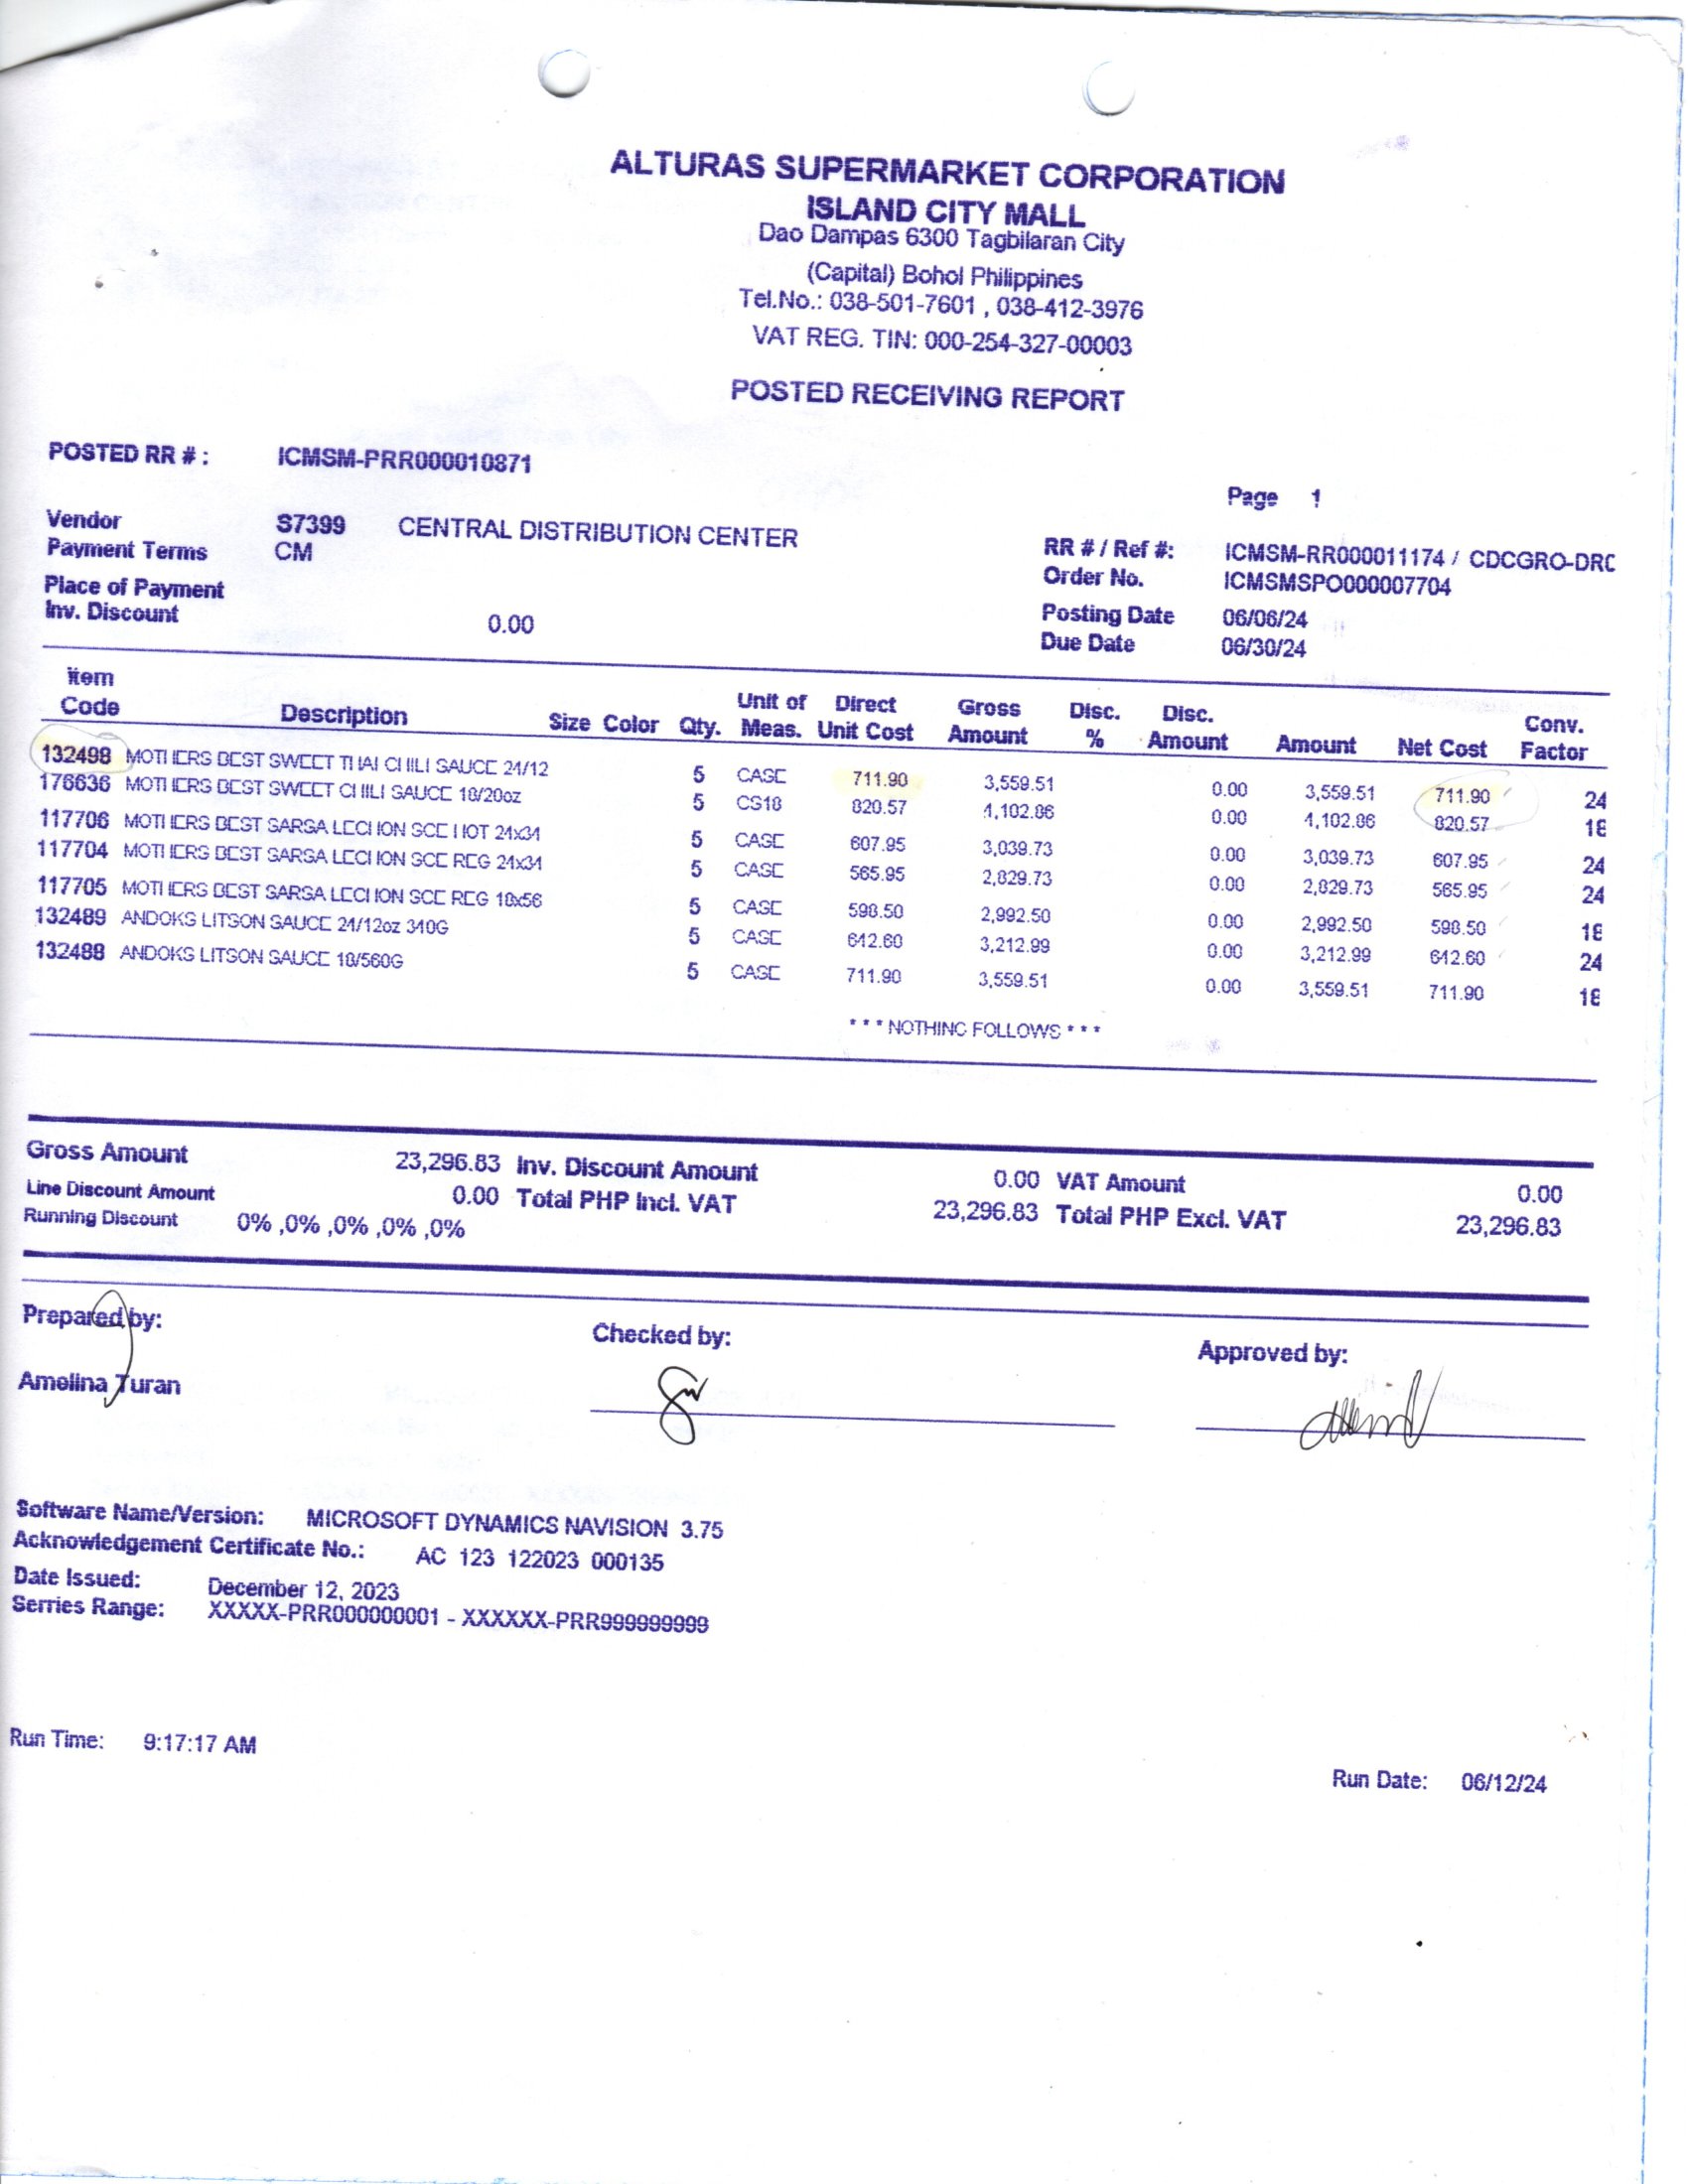 ALTURAS SUPERMARKET CORPORATION
ISLAND CITY MALL
Dao Dampas 6300 Tagbilaran City
(Capital) Bohol Philippines
Tel.No.: 038-501-7601 , 038-412-3976
VAT REG. TIN: 000-254-327-00003
POSTED RECEIVING REPORT
POSTED RR # : ICMSM-PRR000010871
Page 1
Vendor S7399 CENTRAL DISTRIBUTION CENTER
RR # / Ref #: ICMSM-RR000011174 / CDCGRO-DRC
Payment Terms CM
Order No. ICMSMSPO000007704
Place of Payment
Posting Date 06/06/24
Inv. Discount 0.00
Due Date 06/30/24
Item Code Description Size Color Qty. Unit of Meas. Direct Unit Cost Gross Amount Disc. % Disc. Amount Amount Net Cost Conv. Factor
132498 MOTHERS BEST SWEET THAI CHILI SAUCE 24/12 5 CASE 711.90 3,559.51 0.00 3,559.51 711.90 24
176636 MOTHERS BEST SWEET CHILI SAUCE 18/20oz 5 CS18 820.57 4,102.86 0.00 4,102.86 820.57 18
117706 MOTHERS BEST SARSA LECHON SCE HOT 24x34 5 CASE 607.95 3,039.73 0.00 3,039.73 607.95 24
117704 MOTHERS BEST SARSA LECHON SCE REG 24x34 5 CASE 565.95 2,829.73 0.00 2,829.73 565.95 24
117705 MOTHERS BEST SARSA LECHON SCE REG 18x56 5 CASE 598.50 2,992.50 0.00 2,992.50 598.50 18
132489 ANDOKS LITSON SAUCE 24/12oz 340G 5 CASE 642.60 3,212.99 0.00 3,212.99 642.60 24
132488 ANDOKS LITSON SAUCE 18/560G 5 CASE 711.90 3,559.51 0.00 3,559.51 711.90 18
* * * NOTHING FOLLOWS * * *
Gross Amount 23,296.83 Inv. Discount Amount 0.00 VAT Amount 0.00
Line Discount Amount 0.00 Total PHP Incl. VAT 23,296.83 Total PHP Excl. VAT 23,296.83
Running Discount 0% ,0% ,0% ,0% ,0%
Prepared by: Checked by: Approved by:
Amelina Turan
Software Name/Version: MICROSOFT DYNAMICS NAVISION 3.75
Acknowledgement Certificate No.: AC 123 122023 000135
Date Issued: December 12, 2023
Serries Range: XXXXX-PRR000000001 - XXXXXX-PRR999999999
Run Time: 9:17:17 AM
Run Date: 06/12/24